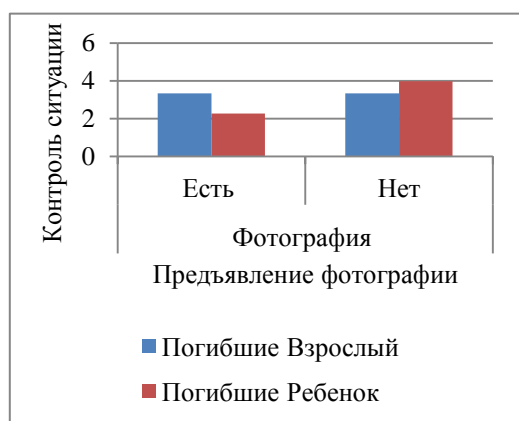 Контроль ситуации
6
4
2
0
Есть Нет
Фотография
Предъявление фотографии
Погибшие Взрослый
Погибшие Ребенок